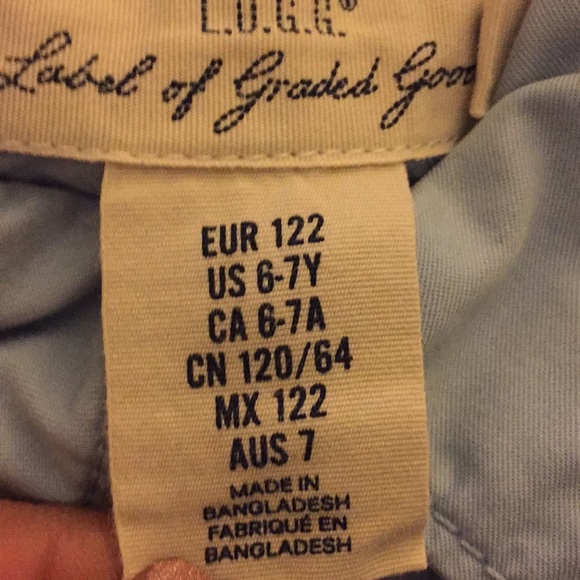 L.O.G.G.®
Label of Graded Goo
EUR 122
US 6-7Y
CA 6-7A
CN 120/64
MX 122
AUS 7
MADE IN
BANGLADESH
FABRIQUÉ EN
BANGLADESH